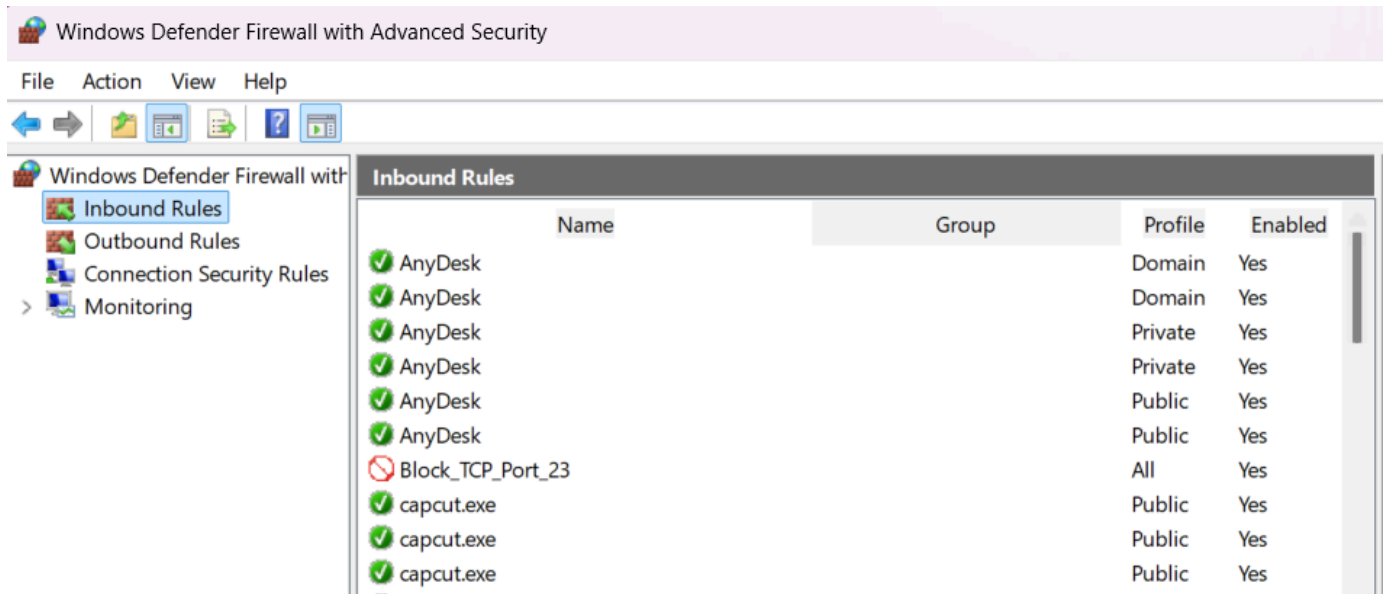 Windows Defender Firewall with Advanced Security
File Action View Help
Windows Defender Firewall with
Inbound Rules
Outbound Rules
Connection Security Rules
Monitoring
Inbound Rules
Name Group Profile Enabled
AnyDesk Domain Yes
AnyDesk Domain Yes
AnyDesk Private Yes
AnyDesk Private Yes
AnyDesk Public Yes
AnyDesk Public Yes
Block_TCP_Port_23 All Yes
capcut.exe Public Yes
capcut.exe Public Yes
capcut.exe Public Yes